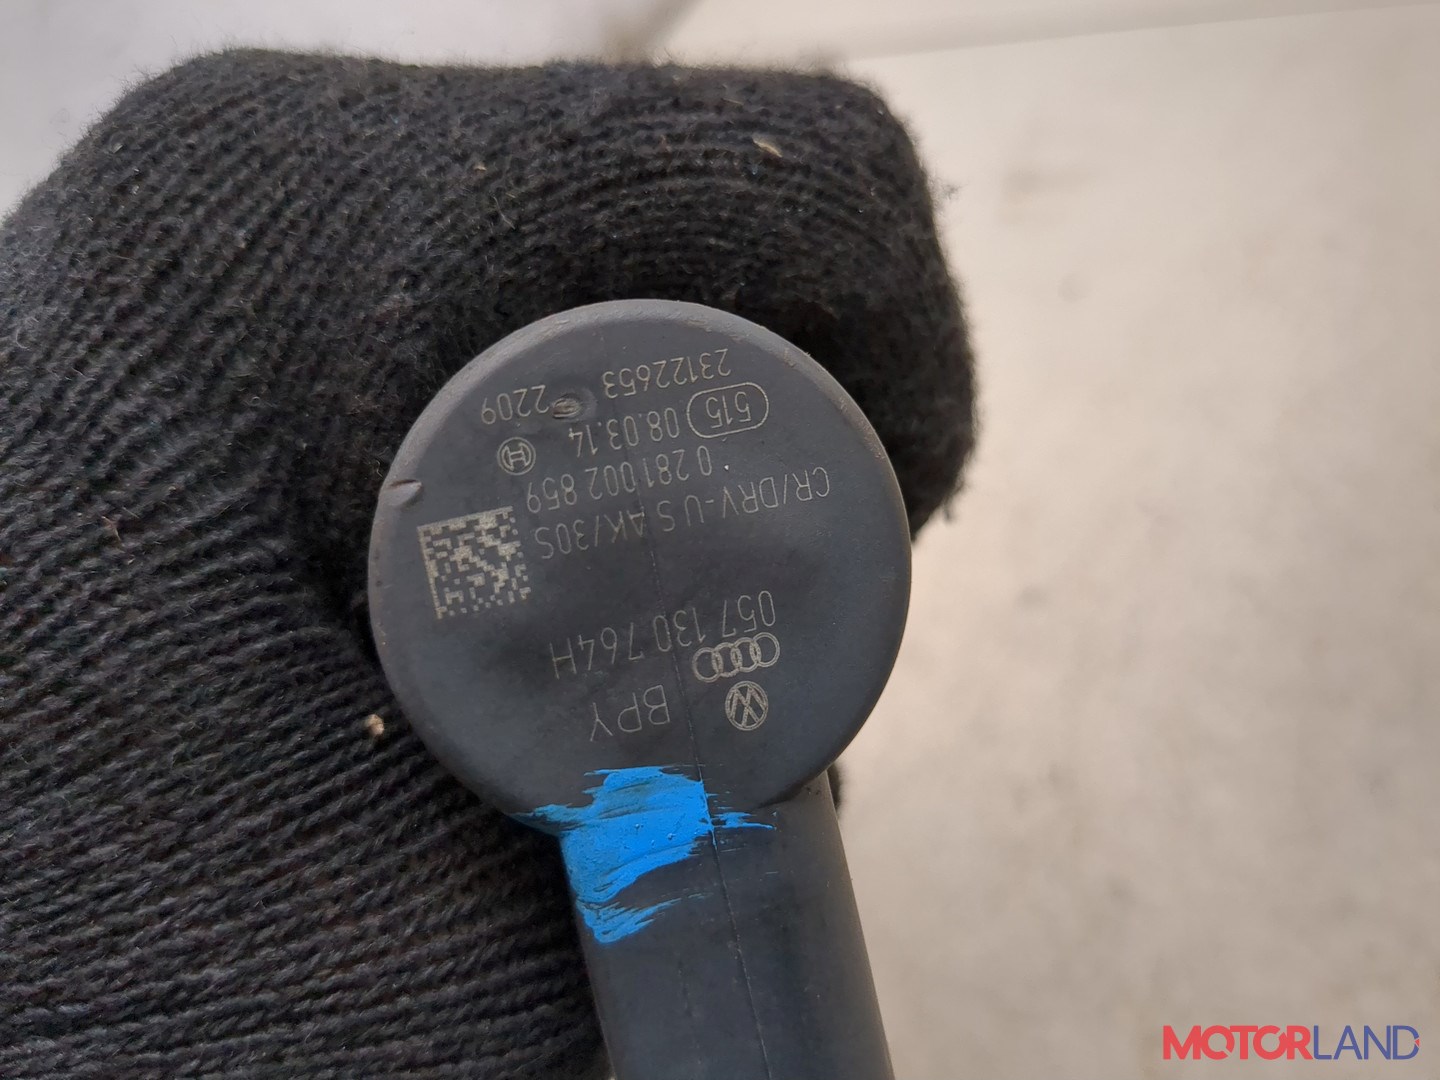 BPY
057 130 764H
CR/DRV-U S AK/30S
0 281 002 859
515 08.03.14
23122653 2209
MOTORLAND